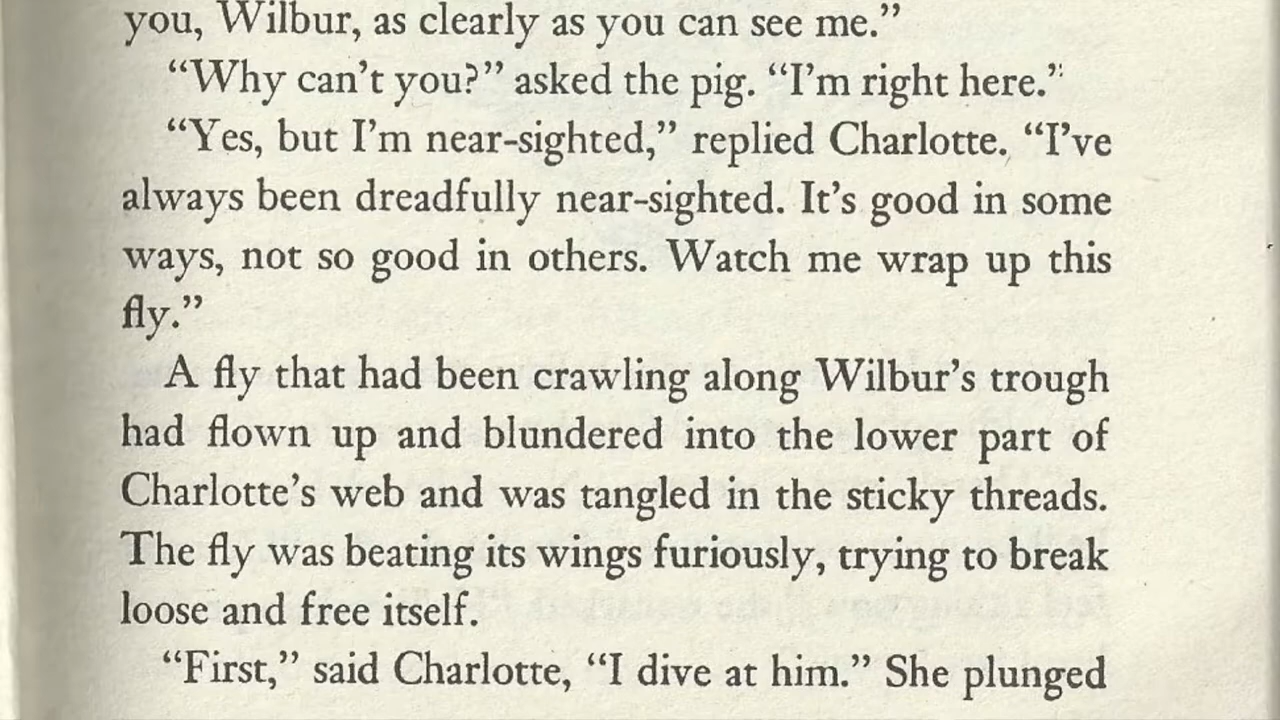 you, Wilbur, as clearly as you can see me.”
“Why can’t you?” asked the pig. “I’m right here.”
“Yes, but I’m near-sighted,” replied Charlotte. “I’ve
always been dreadfully near-sighted. It’s good in some
ways, not so good in others. Watch me wrap up this
fly.”
A fly that had been crawling along Wilbur’s trough
had flown up and blundered into the lower part of
Charlotte’s web and was tangled in the sticky threads.
The fly was beating its wings furiously, trying to break
loose and free itself.
“First,” said Charlotte, “I dive at him.” She plunged